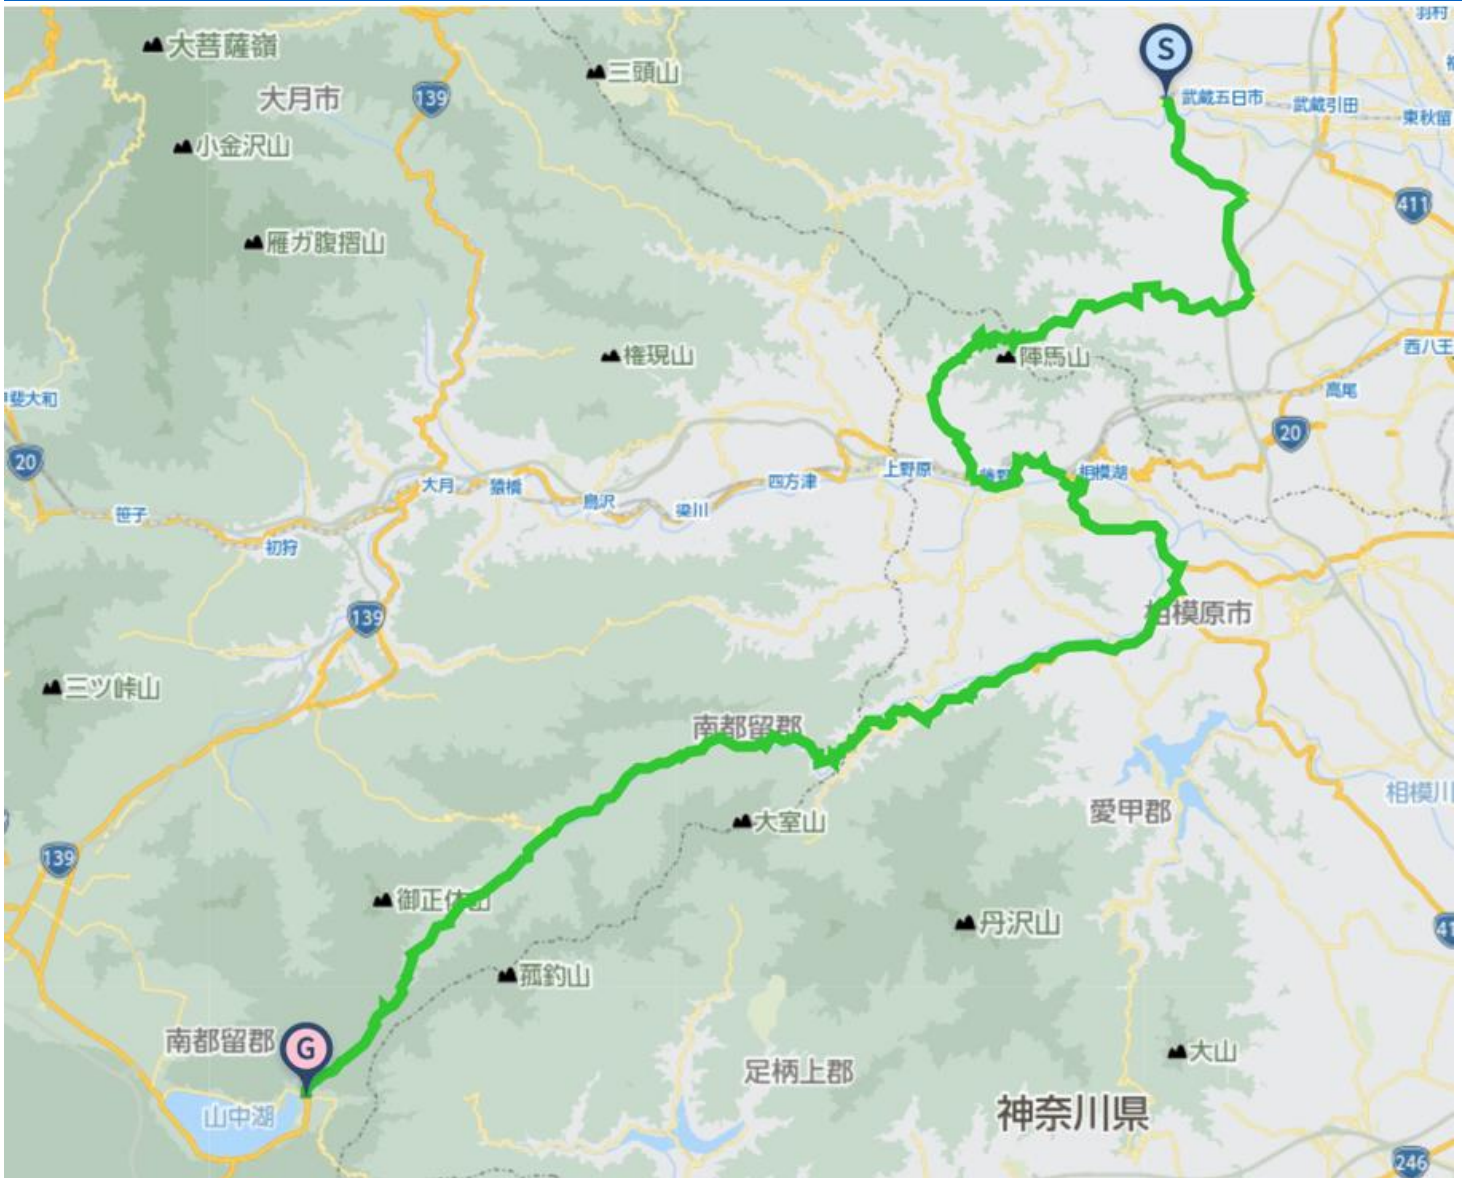 羽村
大菩薩嶺
S
三頭山
大月市
139
武蔵五日市
武蔵引田
東秋留
小金沢山
411
雁ガ腹摺山
権現山
陣馬山
西八王
高尾
斐大和
20
20
上野原
相模湖
四方津
大月
猿橋
鳥沢
梁川
笹子
初狩
139
相模原市
三ツ峠山
南都留郡
相模川
愛甲郡
大室山
139
御正体山
丹沢山
41
菰釣山
南都留郡
G
大山
足柄上郡
山中湖
神奈川県
246